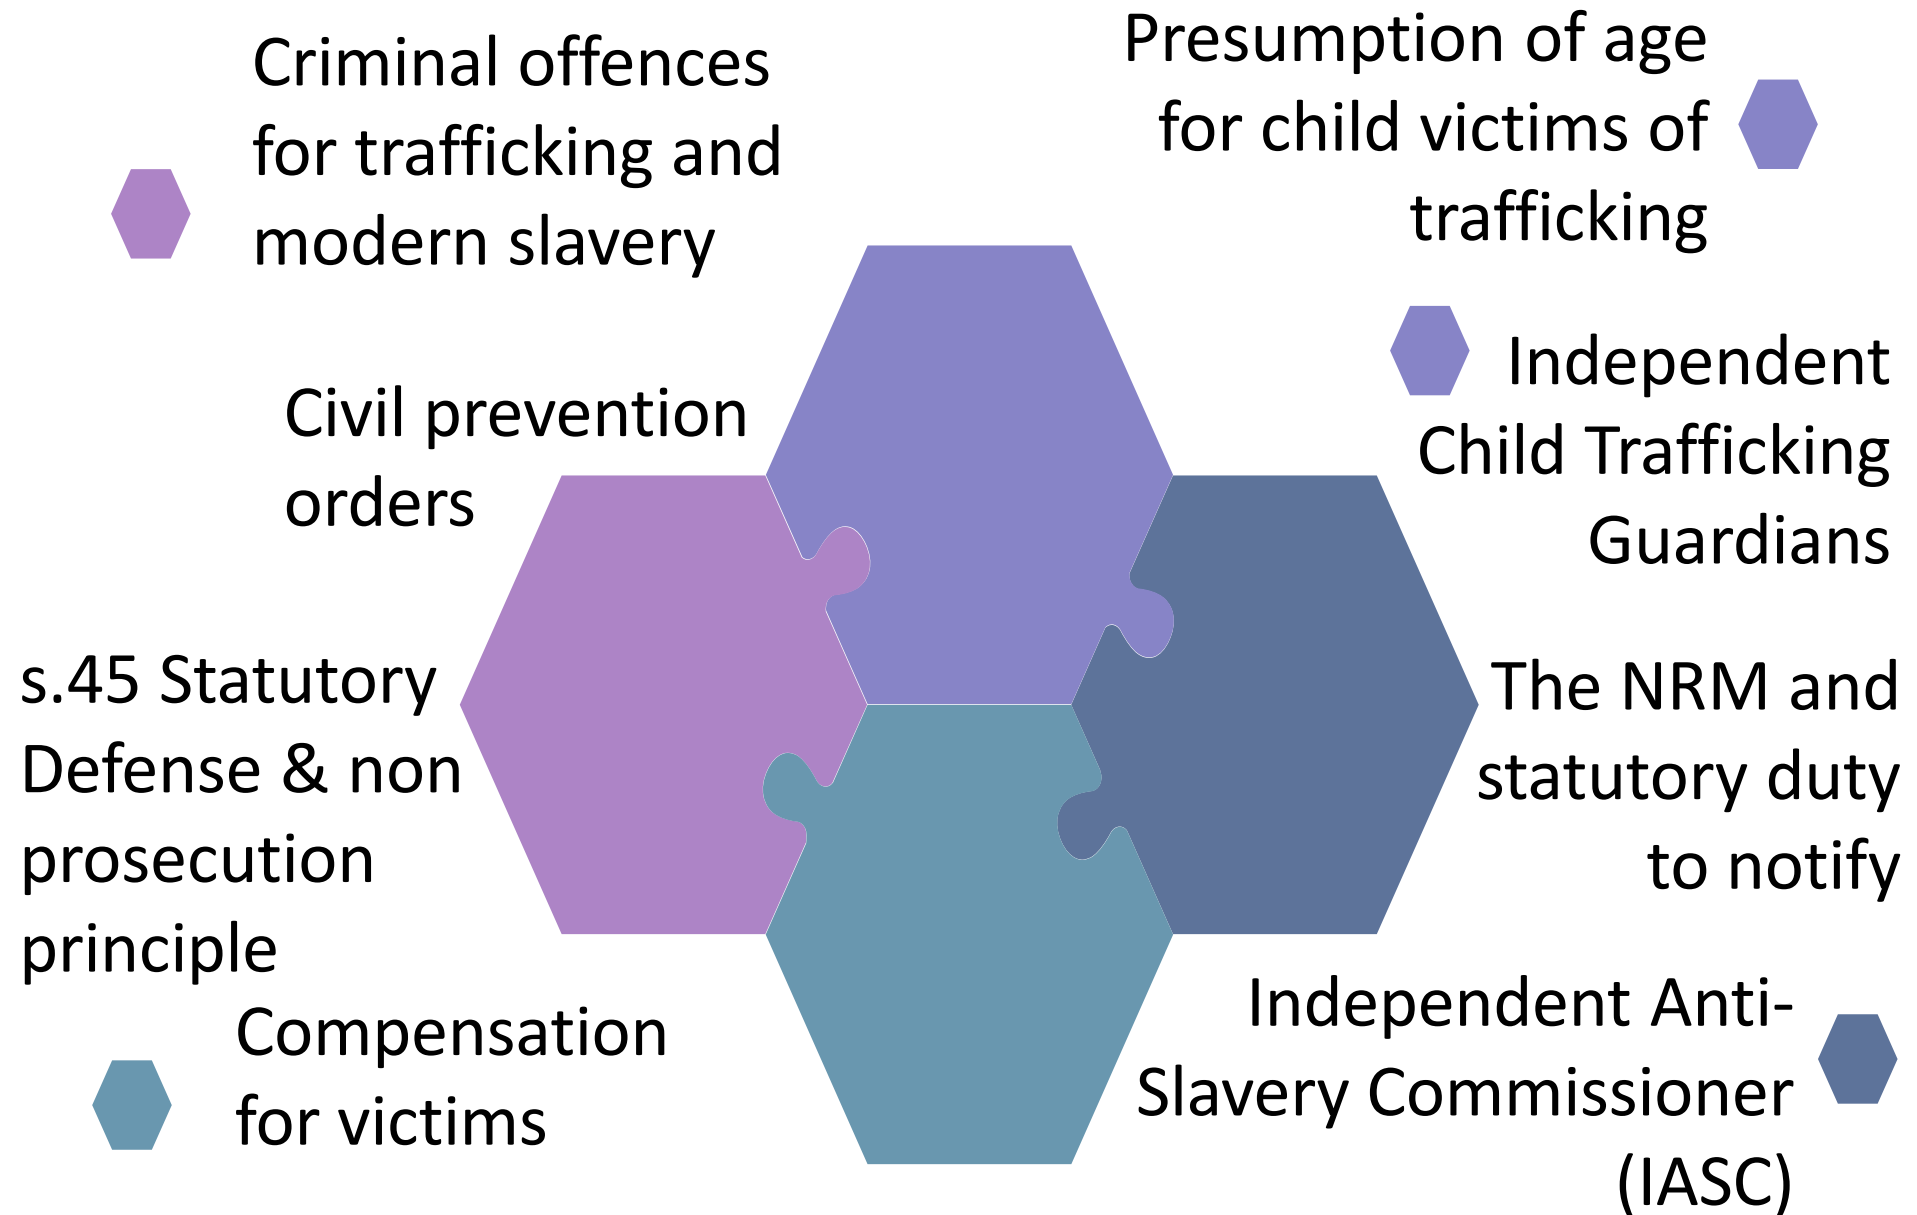 Criminal offences
for trafficking and
modern slavery
Civil prevention
orders
s.45 Statutory
Defense & non
prosecution
principle
Compensation
for victims
Presumption of age
for child victims of
trafficking
Independent
Child Trafficking
Guardians
The NRM and
statutory duty
to notify
Independent Anti-
Slavery Commissioner
(IASC)